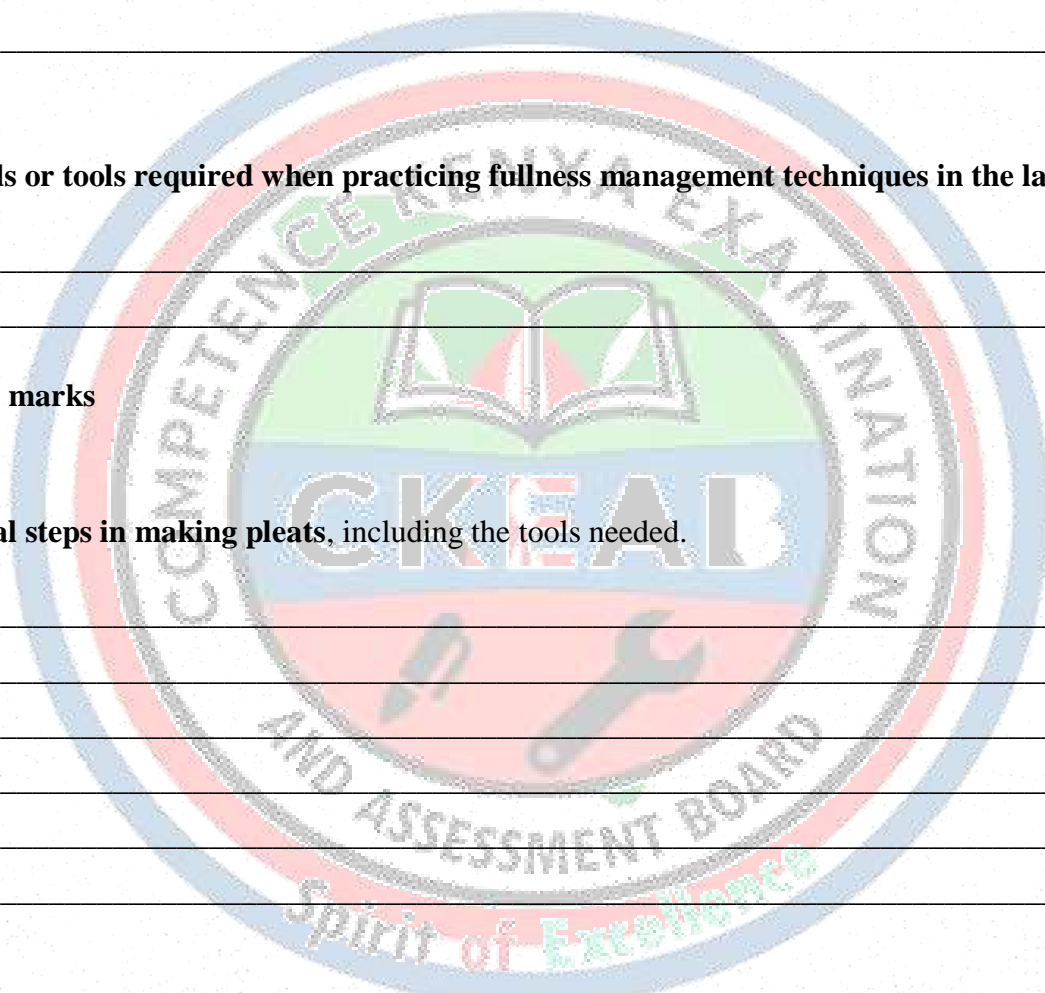 ls or tools required when practicing fullness management techniques in the la
marks
al steps in making pleats, including the tools needed.
COMPETENCE KENYA EXAMINATION
AND ASSESSMENT BOARD
CKEAB
Spirit of Excellence